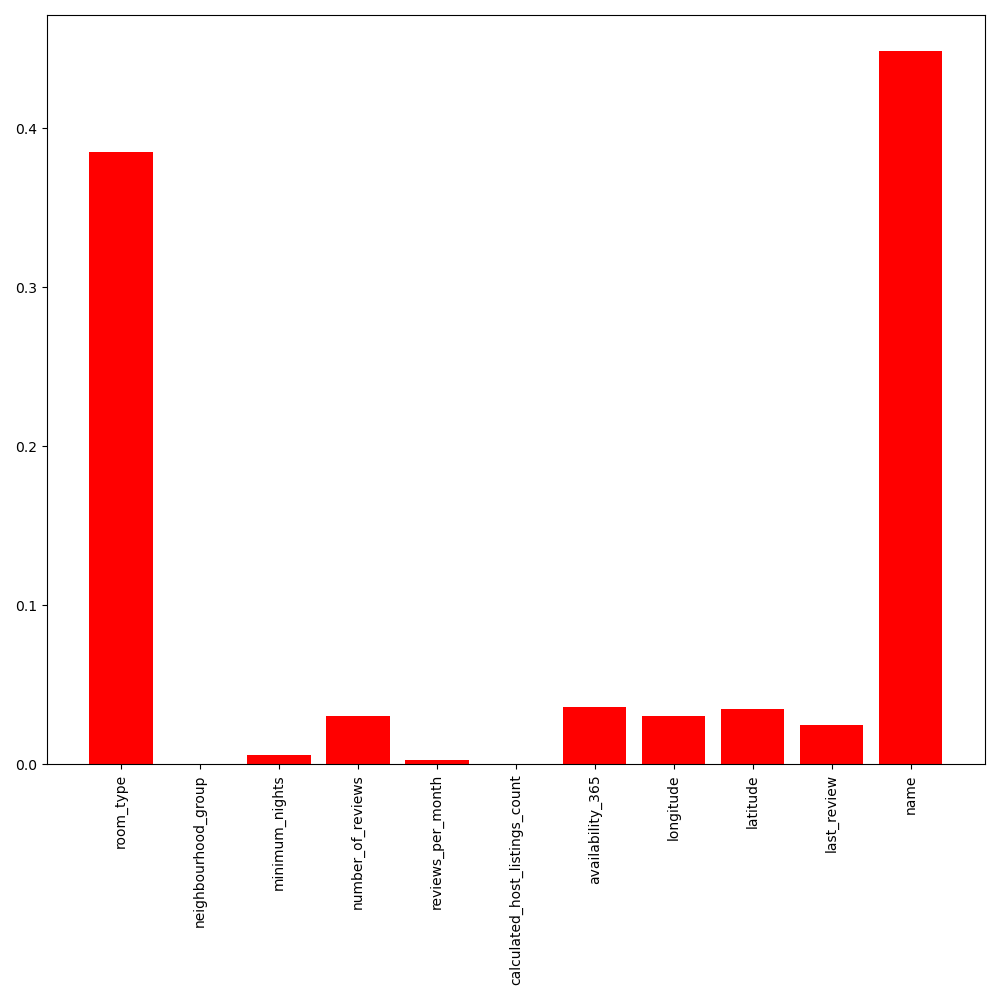 0.4
0.3
0.2
0.1
0.0
room_type
neighbourhood_group
minimum_nights
number_of_reviews
reviews_per_month
calculated_host_listings_count
availability_365
longitude
latitude
last_review
name